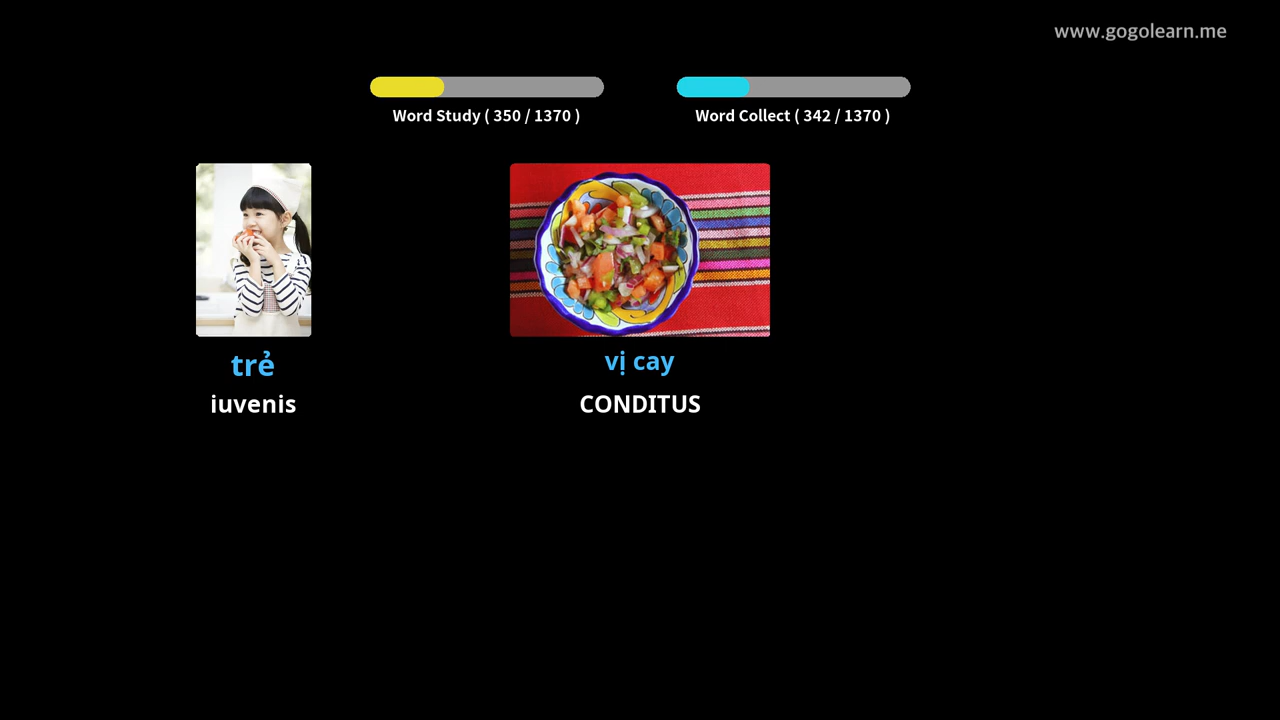 www.gogolearn.me
Word Study ( 350 / 1370 )
Word Collect ( 342 / 1370 )
trẻ
iuvenis
vị cay
CONDITUS